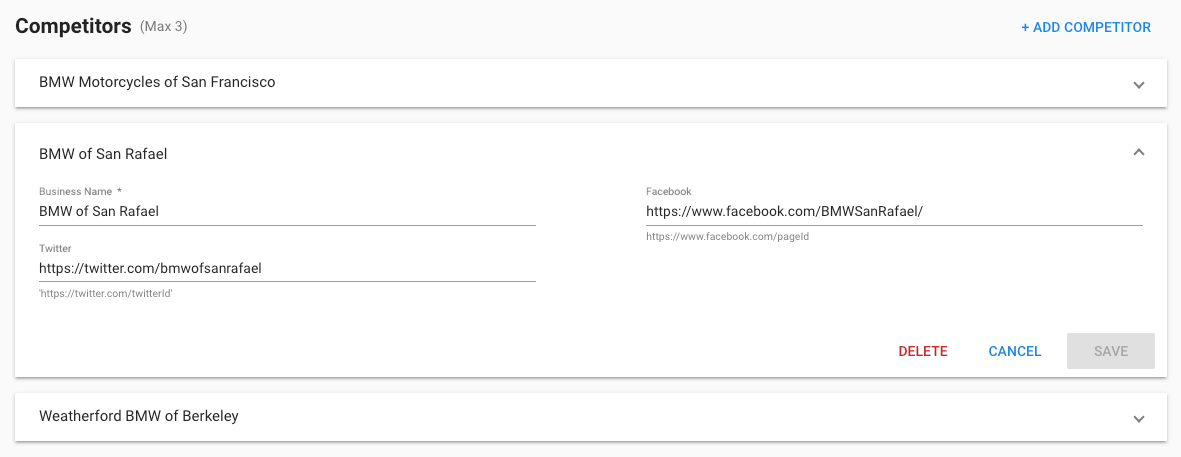 Competitors (Max 3)
+ ADD COMPETITOR
BMW Motorcycles of San Francisco
BMW of San Rafael
Business Name *
BMW of San Rafael
Facebook
https://www.facebook.com/BMWSanRafael/
https://www.facebook.com/pageId
Twitter
https://twitter.com/bmwofsanrafael
'https://twitter.com/twitterId'
DELETE CANCEL SAVE
Weatherford BMW of Berkeley